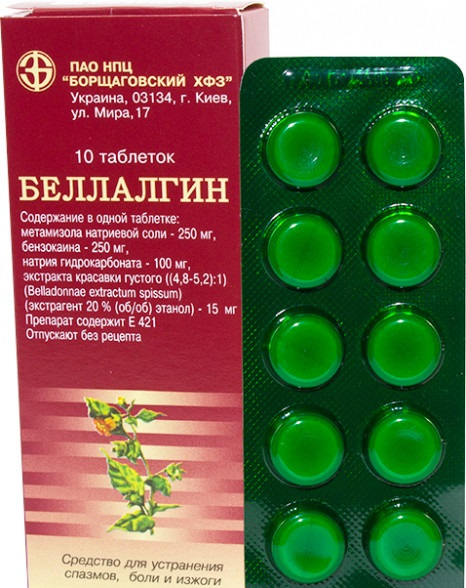 ПАО НПЦ
"БОРЩАГОВСКИЙ ХФЗ"
Украина, 03134, г. Киев,
ул. Мира,17
10 таблеток
БЕЛЛАЛГИН
Содержание в одной таблетке:
метамизола натриевой соли - 250 мг,
бензокаина - 250 мг,
натрия гидрокарбоната - 100 мг,
экстракта красавки густого ((4,8-5,2):1)
(Belladonnae extractum spissum)
(экстрагент 20 % (об/об) этанол) - 15 мг
Препарат содержит Е 421
Отпускают без рецепта
Средство для устранения
спазмов, боли и изжоги